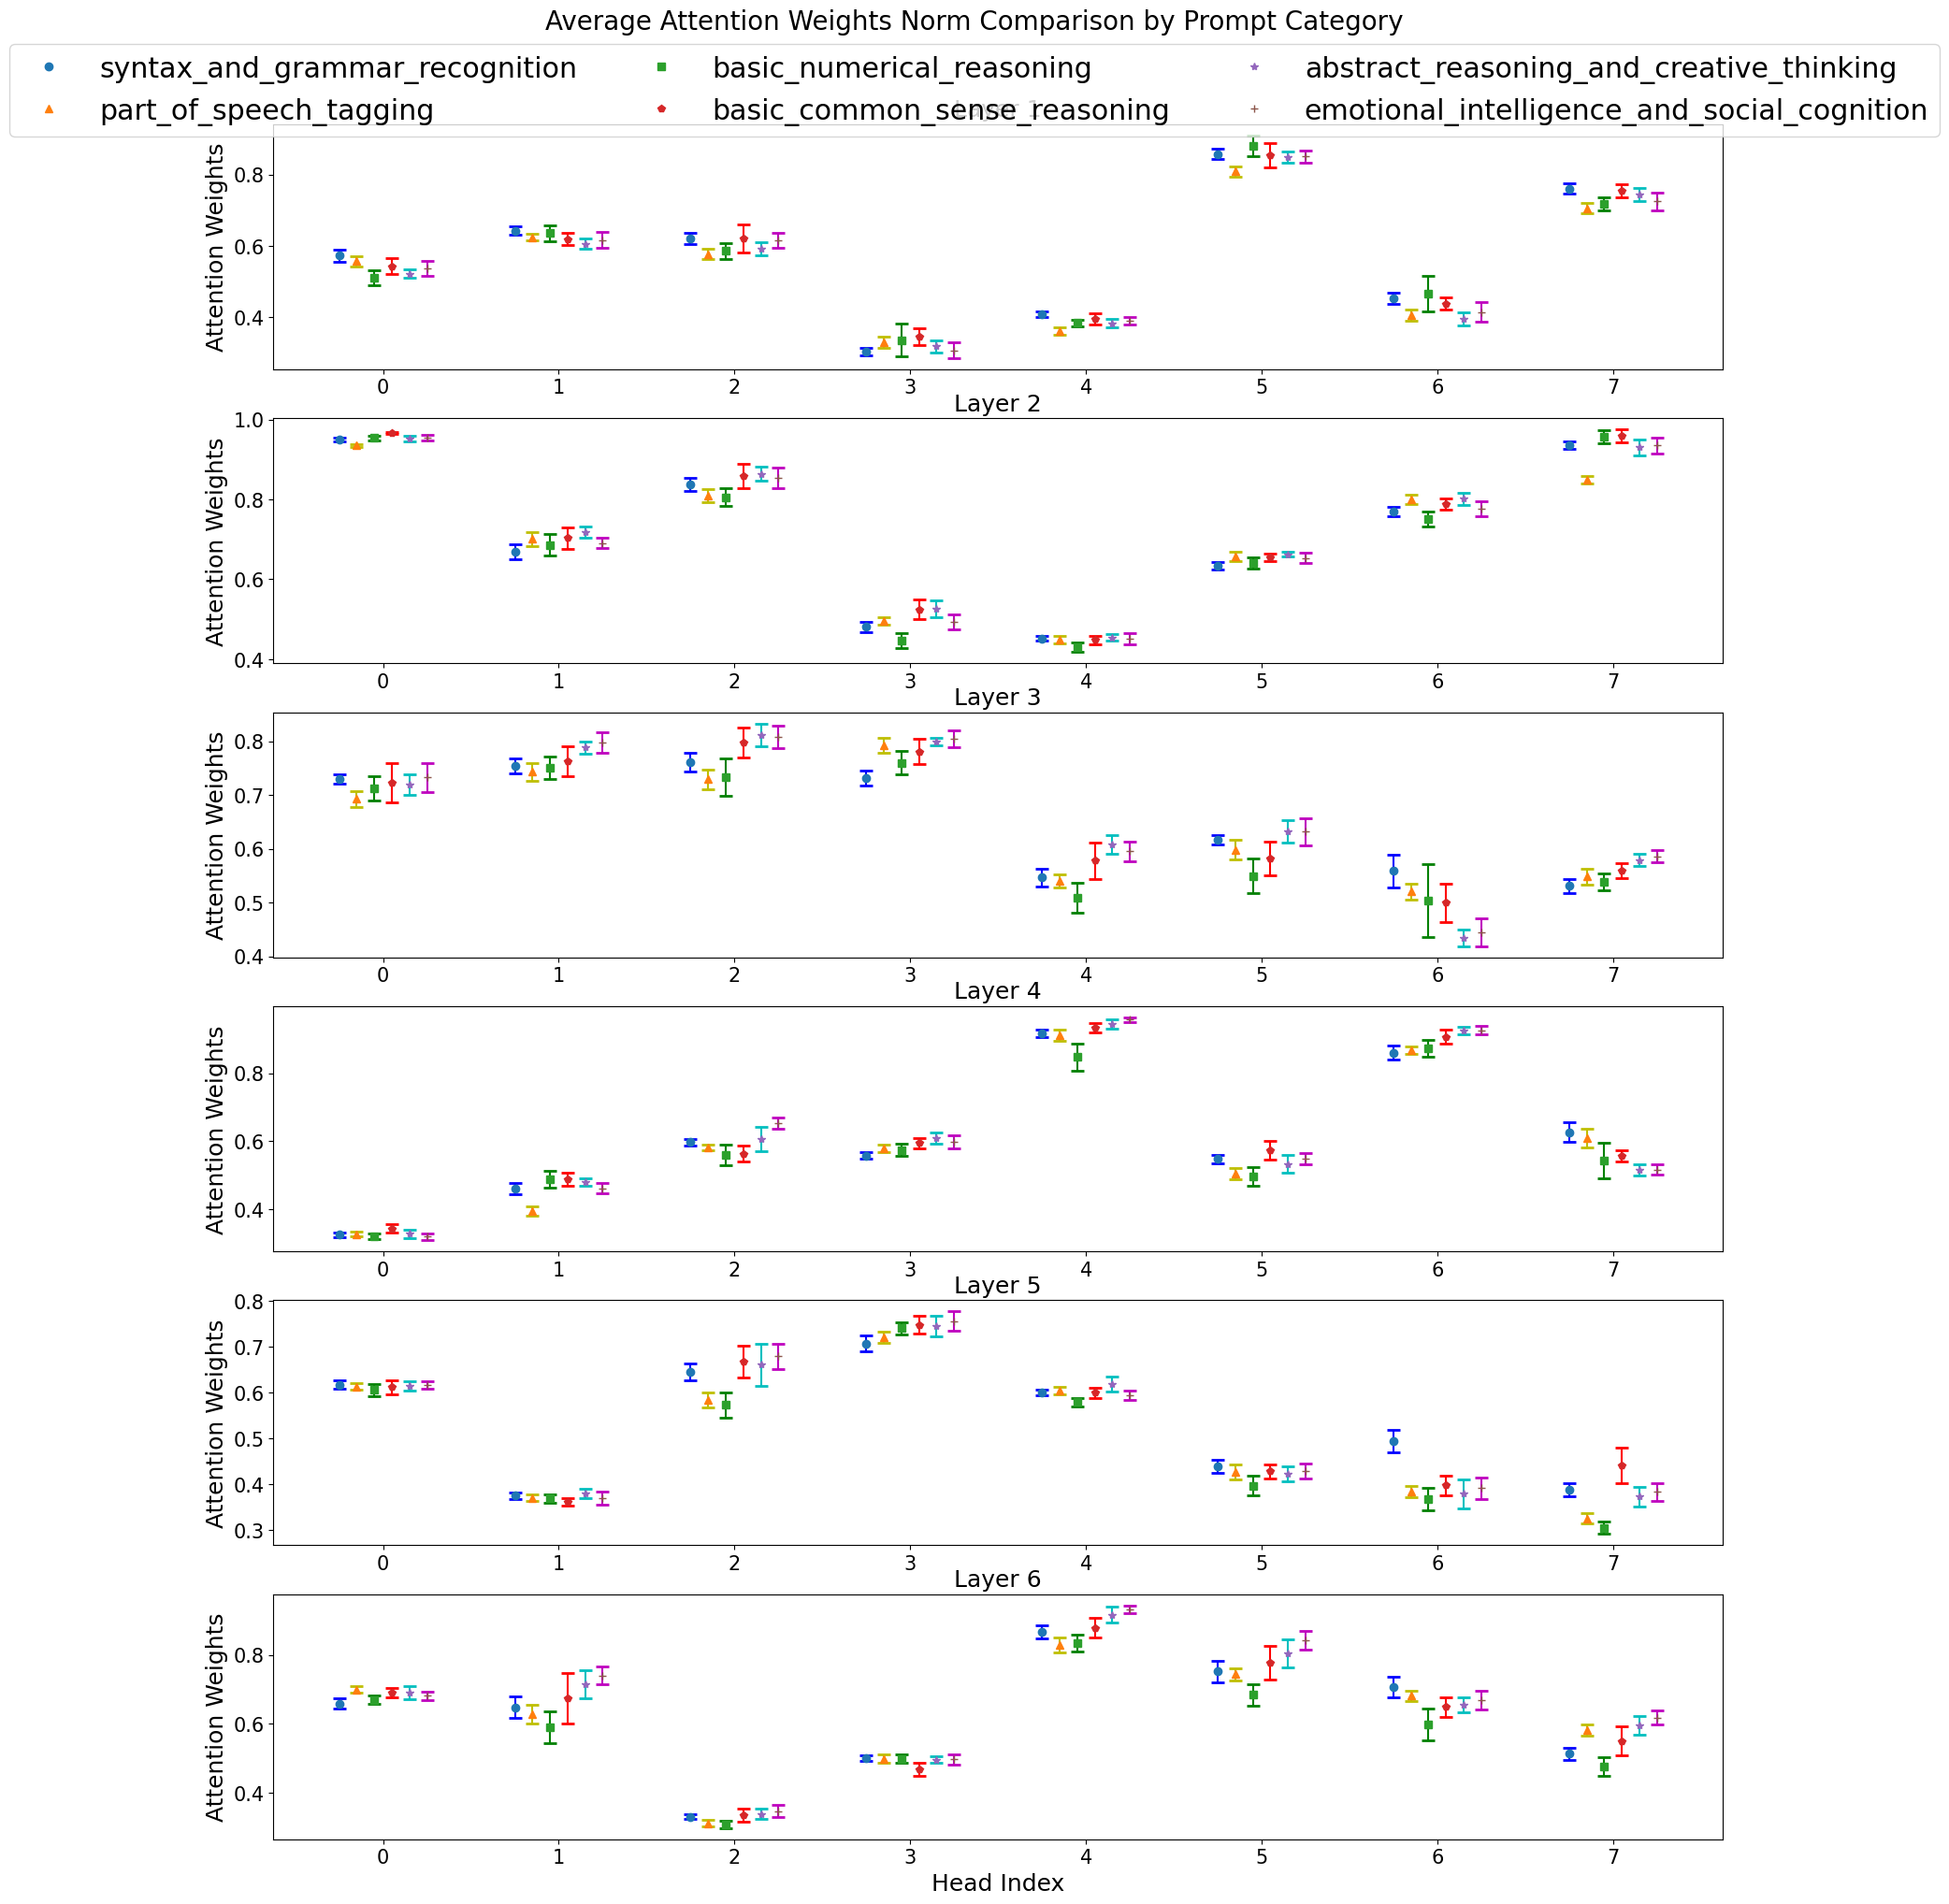 Average Attention Weights Norm Comparison by Prompt Category
syntax_and_grammar_recognition basic_numerical_reasoning abstract_reasoning_and_creative_thinking
part_of_speech_tagging basic_common_sense_reasoning emotional_intelligence_and_social_cognition
Layer 1
Attention Weights
0.8
0.6
0.4
0 1 2 3 4 5 6 7
Layer 2
Attention Weights
1.0
0.8
0.6
0.4
0 1 2 3 4 5 6 7
Layer 3
Attention Weights
0.8
0.7
0.6
0.5
0.4
0 1 2 3 4 5 6 7
Layer 4
Attention Weights
0.8
0.6
0.4
0 1 2 3 4 5 6 7
Layer 5
Attention Weights
0.8
0.7
0.6
0.5
0.4
0.3
0 1 2 3 4 5 6 7
Layer 6
Attention Weights
0.8
0.6
0.4
0 1 2 3 4 5 6 7
Head Index